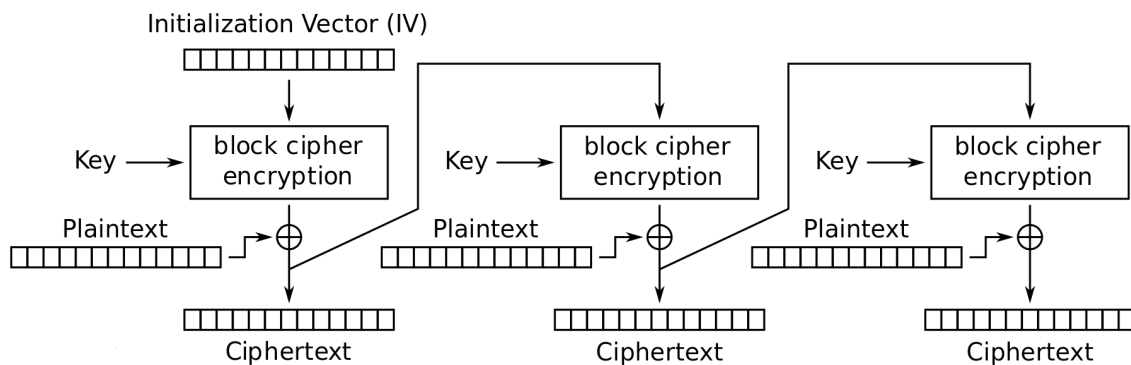 Initialization Vector (IV)
Key
block cipher
encryption
Key
block cipher
encryption
Key
block cipher
encryption
Plaintext
Plaintext
Plaintext
Ciphertext
Ciphertext
Ciphertext